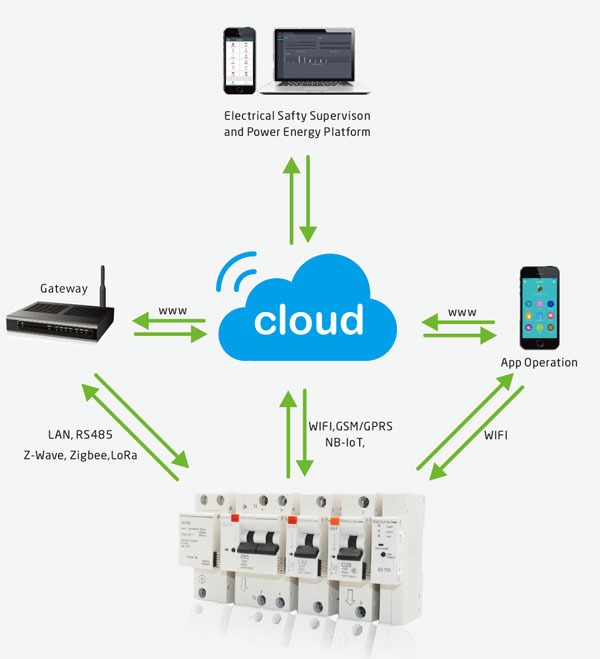 Electrical Safty Supervison
and Power Energy Platform
Gateway
www
cloud
www
App Operation
LAN, RS485
Z-Wave, Zigbee,LoRa
WIFI,GSM/GPRS
NB-IoT,
WIFI
C63
C20